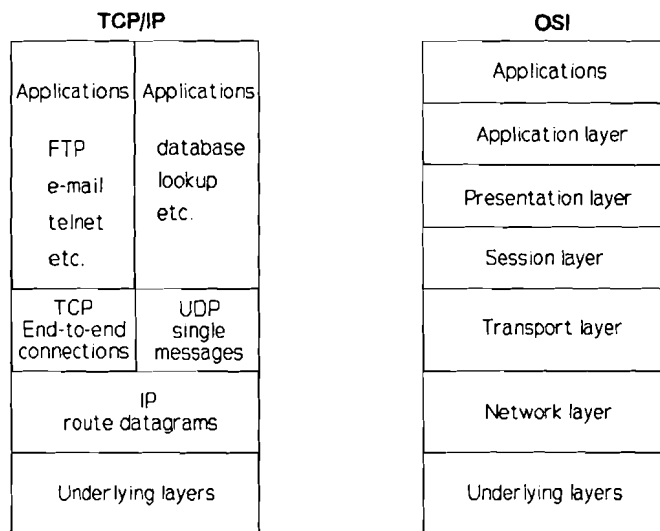 TCP/IP
Applications
FTP
e-mail
telnet
etc.
Applications
database
lookup
etc.
TCP
End-to-end
connections
UDP
single
messages
IP
route datagrams
Underlying layers
OSI
Applications
Application layer
Presentation layer
Session layer
Transport layer
Network layer
Underlying layers